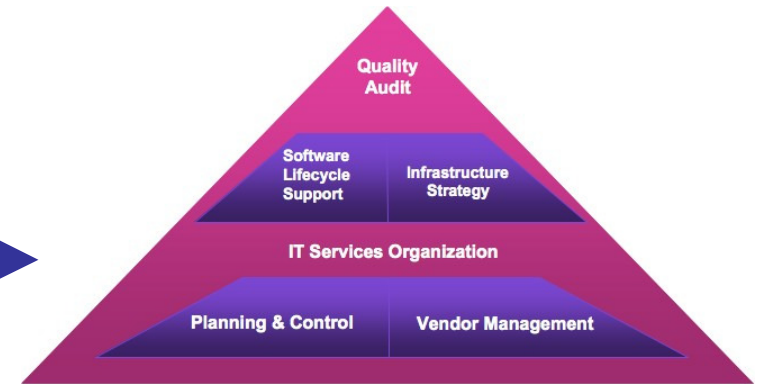 Quality
Audit
Software
Lifecycle
Support
Infrastructure
Strategy
IT Services Organization
Planning & Control
Vendor Management